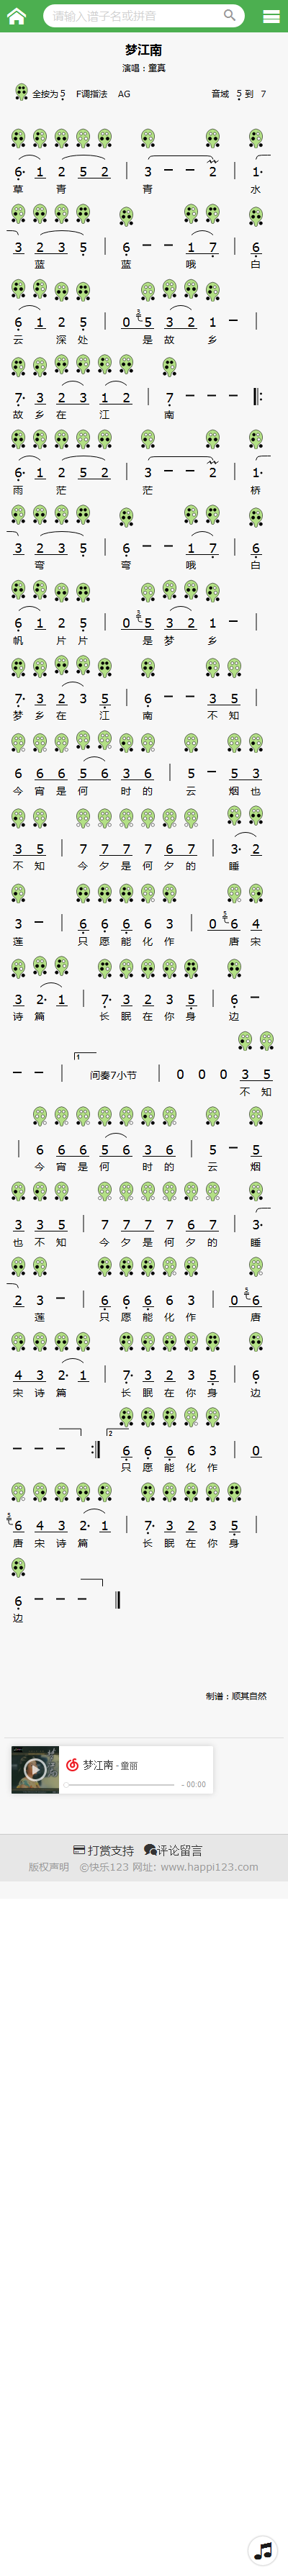 请输入谱子名或拼音
梦江南
演唱：童真
全按为5 F调指法 AG 音域 5 到 7
6· 1 2 5 2 | 3 － － 2 | 1·
草 青 青 水
3 2 3 5 | 6 － － 1 7 | 6
蓝 蓝 哦 白
6 1 2 5 | 0 5 5 3 2 1 － |
云 深 处 是 故 乡
7· 3 2 3 1 2 | 7 － － －
故 乡 在 江 南
6· 1 2 5 2 | 3 － － 2 | 1·
雨 茫 茫 桥
3 2 3 5 | 6 － － 1 7 | 6
弯 弯 哦 白
6 1 2 5 | 0 5 5 3 2 1 － |
帆 片 片 是 梦 乡
7· 3 2 3 5 | 6 － － 3 5
梦 乡 在 江 南 不 知
6 6 6 5 6 3 6 | 5 － 5 3
今 宵 是 何 时 的 云 烟 也
3 5 | 7 7 7 7 6 7 | 3· 2
不 知 今 夕 是 何 夕 的 睡
3 － | 6 6 6 6 3 | 0 5 6 4
莲 只 愿 能 化 作 唐 宋
3 2· 1 | 7· 3 2 3 5 | 6 －
诗 篇 长 眠 在 你 身 边
－ － | 1 间奏7小节 | 0 0 0 3 5
不 知
| 6 6 6 5 6 3 6 | 5 － 5
今 宵 是 何 时 的 云 烟
3 3 5 | 7 7 7 7 6 7 | 3·
也 不 知 今 夕 是 何 夕 的 睡
2 3 － | 6 6 6 6 3 | 0 5 6
莲 只 愿 能 化 作 唐
4 3 2· 1 | 7· 3 2 3 5 | 6
宋 诗 篇 长 眠 在 你 身 边
－ － － 2 6 6 6 6 3 | 0
只 愿 能 化 作
5 6 4 3 2· 1 | 7· 3 2 3 5 |
唐 宋 诗 篇 长 眠 在 你 身
6 － － －
边
制谱：顺其自然
梦江南 - 童丽
- 00:00
打赏支持 评论留言
版权声明 ©快乐123 网址: www.happi123.com